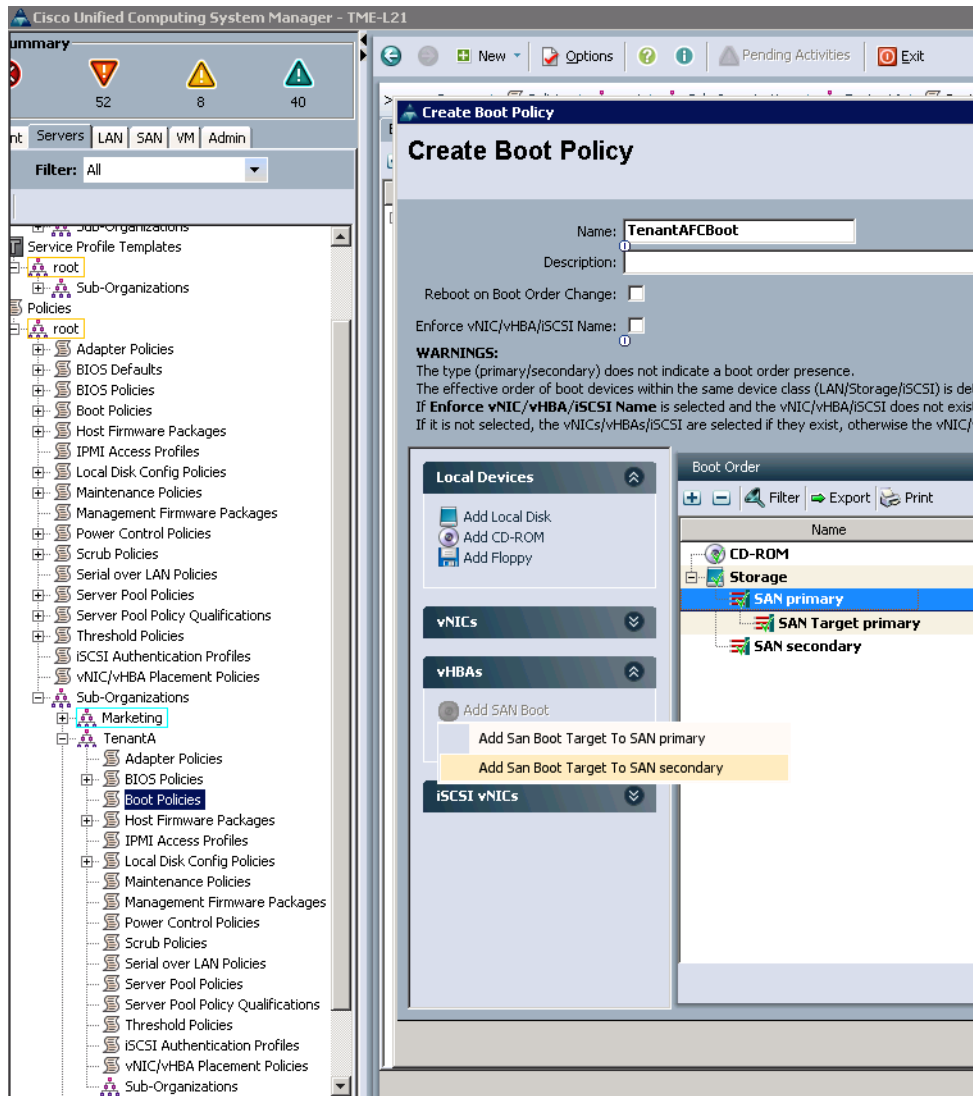 Cisco Unified Computing System Manager - TME-L21
ummary
52 8 40
nt Servers LAN SAN VM Admin
Filter: All
Sub-Organizations
Service Profile Templates
root
Sub-Organizations
Policies
root
Adapter Policies
BIOS Defaults
BIOS Policies
Boot Policies
Host Firmware Packages
IPMI Access Profiles
Local Disk Config Policies
Maintenance Policies
Management Firmware Packages
Power Control Policies
Scrub Policies
Serial over LAN Policies
Server Pool Policies
Server Pool Policy Qualifications
Threshold Policies
iSCSI Authentication Profiles
vNIC/vHBA Placement Policies
Sub-Organizations
Marketing
TenantA
Adapter Policies
BIOS Policies
Boot Policies
Host Firmware Packages
IPMI Access Profiles
Local Disk Config Policies
Maintenance Policies
Management Firmware Packages
Power Control Policies
Scrub Policies
Serial over LAN Policies
Server Pool Policies
Server Pool Policy Qualifications
Threshold Policies
iSCSI Authentication Profiles
vNIC/vHBA Placement Policies
Sub-Organizations
New Options Pending Activities Exit
Create Boot Policy
Create Boot Policy
Name: TenantAFCBoot
Description:
Reboot on Boot Order Change:
Enforce vNIC/vHBA/iSCSI Name:
WARNINGS:
The type (primary/secondary) does not indicate a boot order presence.
The effective order of boot devices within the same device class (LAN/Storage/iSCSI) is de
If Enforce vNIC/vHBA/iSCSI Name is selected and the vNIC/vHBA/iSCSI does not exis
If it is not selected, the vNICs/vHBAs/iSCSI are selected if they exist, otherwise the vNIC/
Local Devices
Add Local Disk
Add CD-ROM
Add Floppy
vNICs
vHBAs
Add SAN Boot
Add San Boot Target To SAN primary
Add San Boot Target To SAN secondary
iSCSI vNICs
Boot Order
Filter Export Print
Name
CD-ROM
Storage
SAN primary
SAN Target primary
SAN secondary